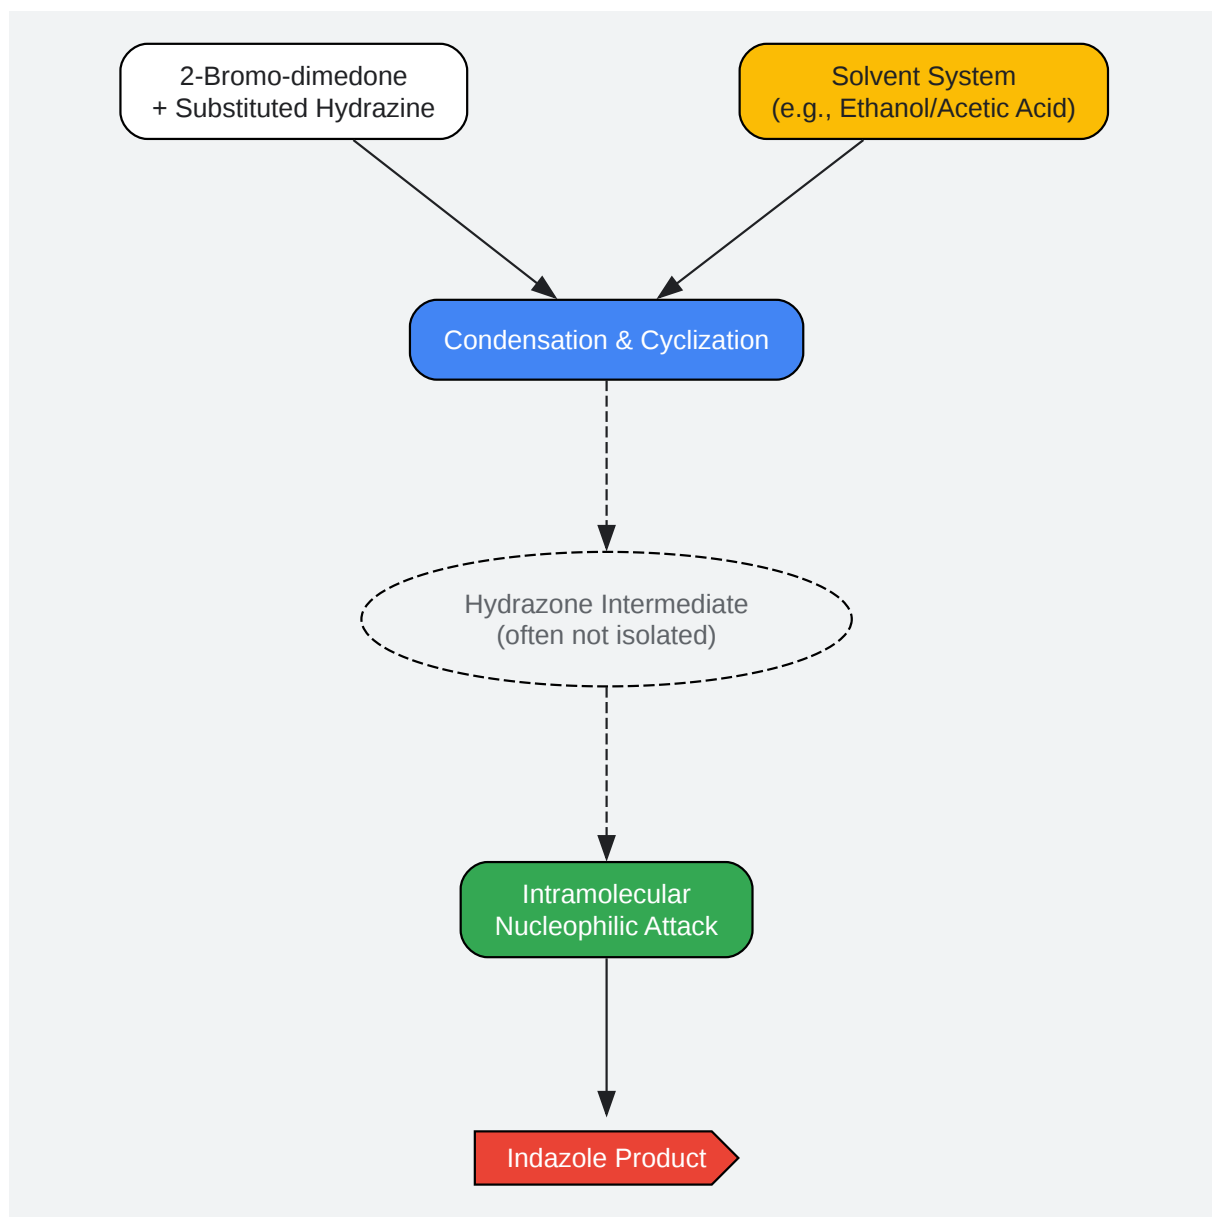 2-Bromo-dimedone
+ Substituted Hydrazine
Solvent System
(e.g., Ethanol/Acetic Acid)
Condensation & Cyclization
Hydrazone Intermediate
(often not isolated)
Intramolecular
Nucleophilic Attack
Indazole Product